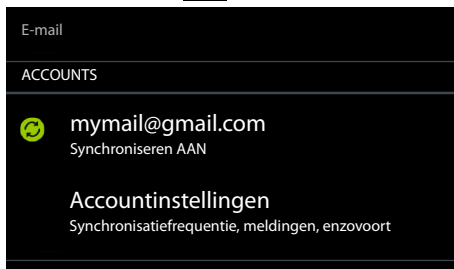 E-mail
ACCOUNTS
mymail@gmail.com
Synchroniseren AAN
Accountinstellingen
Synchronisatiefrequentie, meldingen, enzovoort